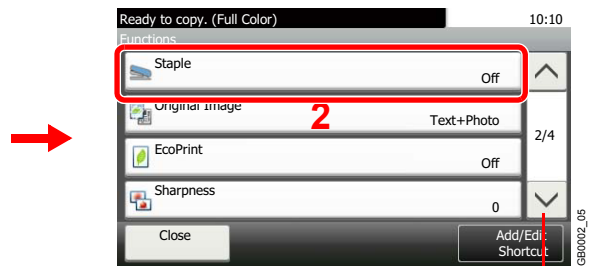 Ready to copy. (Full Color) 10:10
Functions
Staple
Off
Original Image
2
Text+Photo
2/4
EcoPrint
Off
Sharpness
0
Close
Add/Edit
Shortcut
GB0002_05